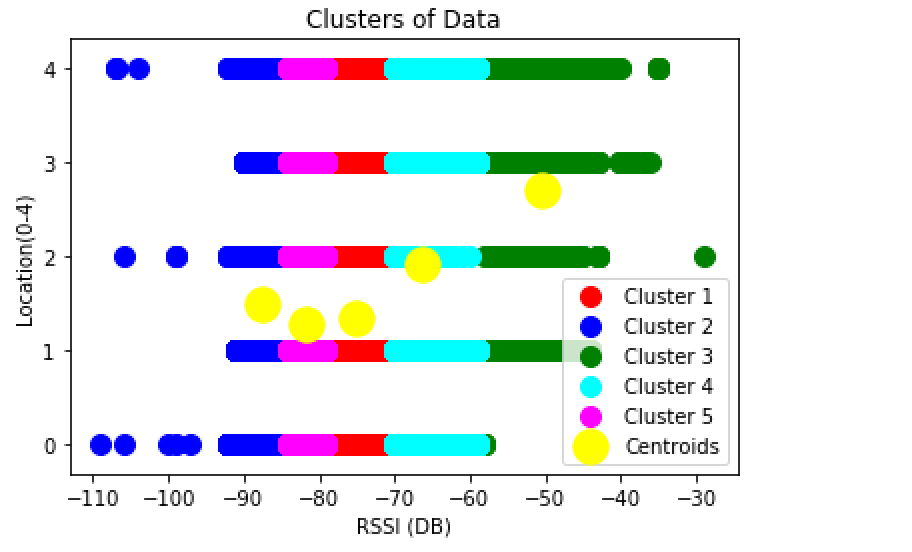 Clusters of Data
4
3
2
1
0
Location(0-4)
Cluster 1
Cluster 2
Cluster 3
Cluster 4
Cluster 5
Centroids
−110 −100 −90 −80 −70 −60 −50 −40 −30
RSSI (DB)